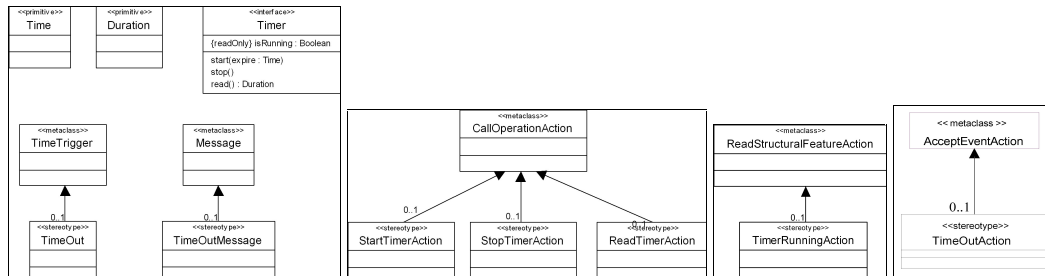 <<primitive>>
Time
<<primitive>>
Duration
<<interface>>
Timer
{readOnly} isRunning : Boolean
start(expire : Time)
stop()
read() : Duration
<<metaclass>>
TimeTrigger
<<metaclass>>
Message
0..1
0..1
<<stereotype>>
TimeOut
<<stereotype>>
TimeOutMessage
<<metaclass>>
CallOperationAction
0..1
0..1
0..1
<<stereotype>>
StartTimerAction
<<stereotype>>
StopTimerAction
<<stereotype>>
ReadTimerAction
<<metaclass>>
ReadStructuralFeatureAction
0..1
<<stereotype>>
TimerRunningAction
<< metaclass >>
AcceptEventAction
0..1
<<stereotype>>
TimeOutAction